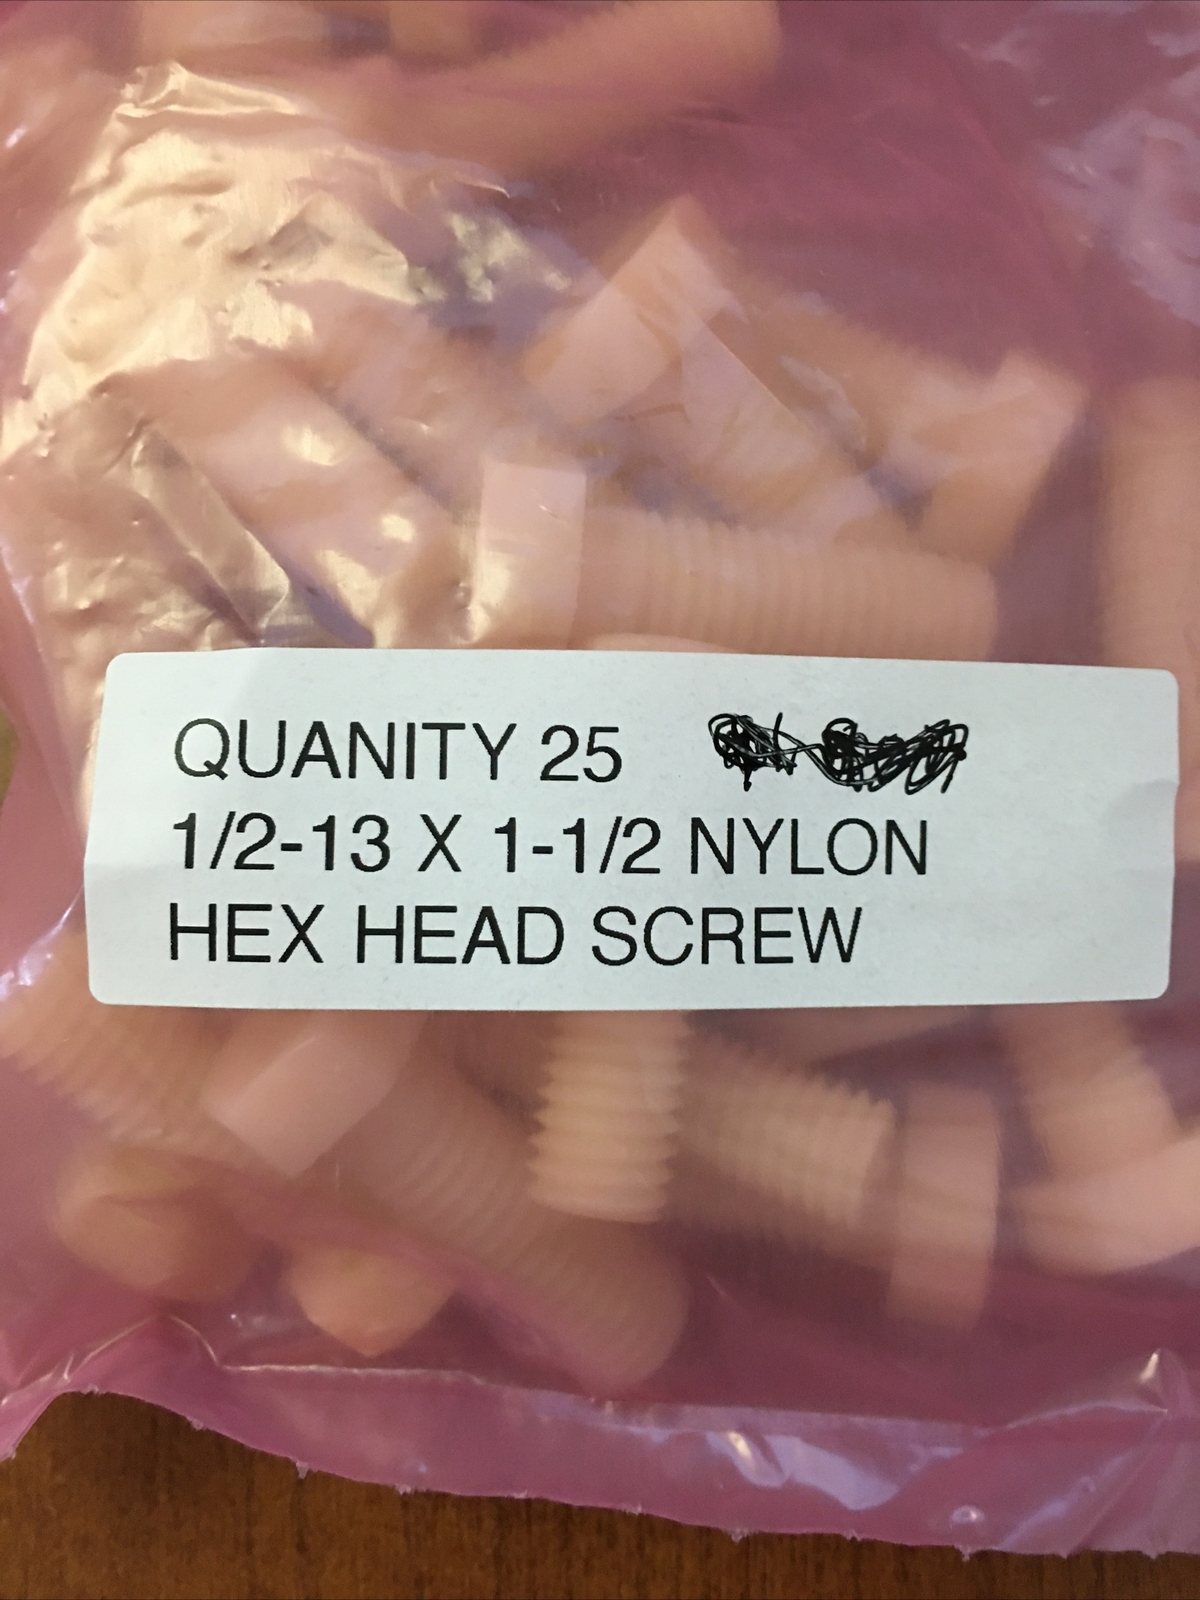 QUANITY 25
1/2-13 X 1-1/2 NYLON
HEX HEAD SCREW